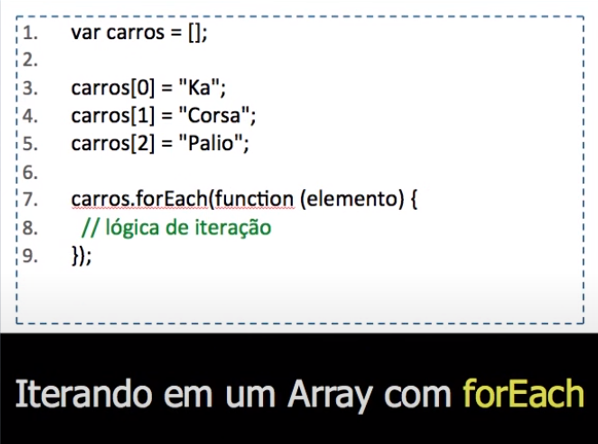 1. var carros = [];
2.
3. carros[0] = "Ka";
4. carros[1] = "Corsa";
5. carros[2] = "Palio";
6.
7. carros.forEach(function (elemento) {
8. // lógica de iteração
9. });
Iterando em um Array com forEach